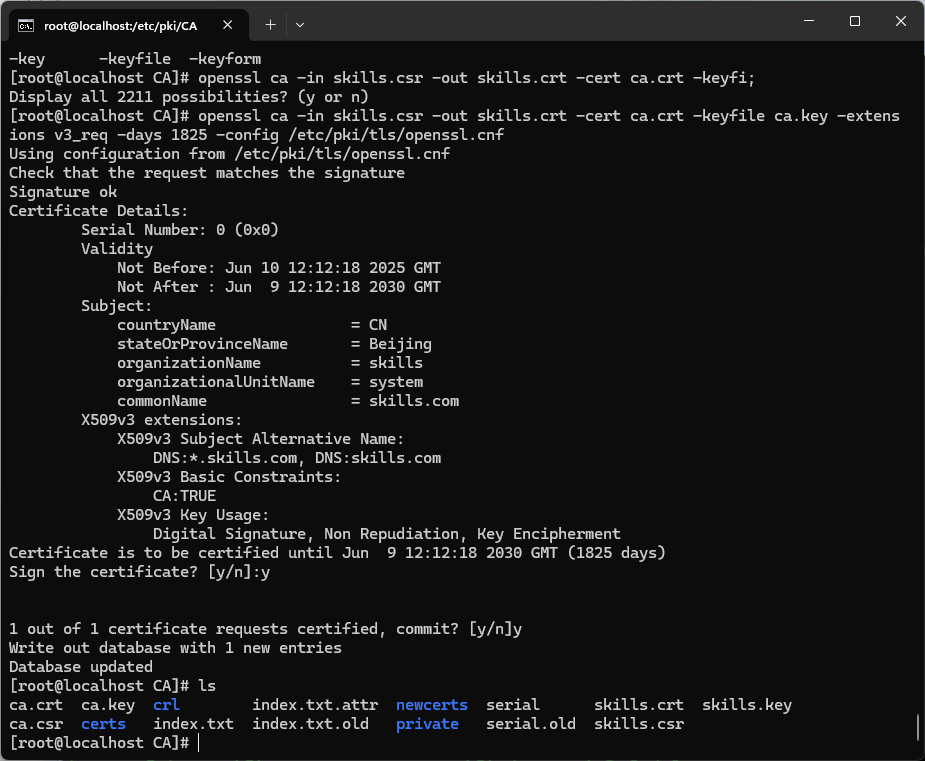 root@localhost:/etc/pki/CA
-key      -keyfile  -keyform
[root@localhost CA]# openssl ca -in skills.csr -out skills.crt -cert ca.crt -keyfi;
Display all 2211 possibilities? (y or n)
[root@localhost CA]# openssl ca -in skills.csr -out skills.crt -cert ca.crt -keyfile ca.key -extens
ions v3_req -days 1825 -config /etc/pki/tls/openssl.cnf
Using configuration from /etc/pki/tls/openssl.cnf
Check that the request matches the signature
Signature ok
Certificate Details:
        Serial Number: 0 (0x0)
        Validity
            Not Before: Jun 10 12:12:18 2025 GMT
            Not After : Jun  9 12:12:18 2030 GMT
        Subject:
            countryName               = CN
            stateOrProvinceName       = Beijing
            organizationName          = skills
            organizationalUnitName    = system
            commonName                = skills.com
        X509v3 extensions:
            X509v3 Subject Alternative Name:
                DNS:*.skills.com, DNS:skills.com
            X509v3 Basic Constraints:
                CA:TRUE
            X509v3 Key Usage:
                Digital Signature, Non Repudiation, Key Encipherment
Certificate is to be certified until Jun  9 12:12:18 2030 GMT (1825 days)
Sign the certificate? [y/n]:y
1 out of 1 certificate requests certified, commit? [y/n]y
Write out database with 1 new entries
Database updated
[root@localhost CA]# ls
ca.crt  ca.key  crl        index.txt.attr  newcerts  serial      skills.crt  skills.key
ca.csr  certs   index.txt  index.txt.old   private   serial.old  skills.csr
[root@localhost CA]#